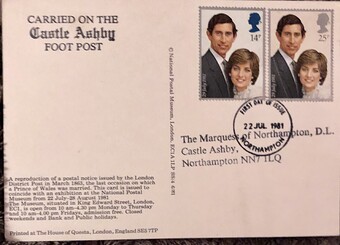 CARRIED ON THE
Castle Ashby
FOOT POST
14p
25p
FIRST DAY OF ISSUE
22 JUL 1981
NORTHAMPTON
© National Postal Museum, London, EC1A 1LP
The Marquess of Northampton, D.L.
Castle Ashby,
Northampton NN7 1LQ
A reproduction of a postal notice issued by the London
District Post in March 1863, the last occasion on which
a Prince of Wales was married. This card is issued to
coincide with an exhibition at the National Postal
Museum from 22 July-28 August 1981
The Museum, situated in King Edward Street, London,
EC1, is open from 10 am-4.30 pm Monday to Thursday
and 10 am-4.00 pm Fridays, admission free. Closed
weekends and Bank and Public holidays.
Printed at The House of Questa, London, England SE5 7TP